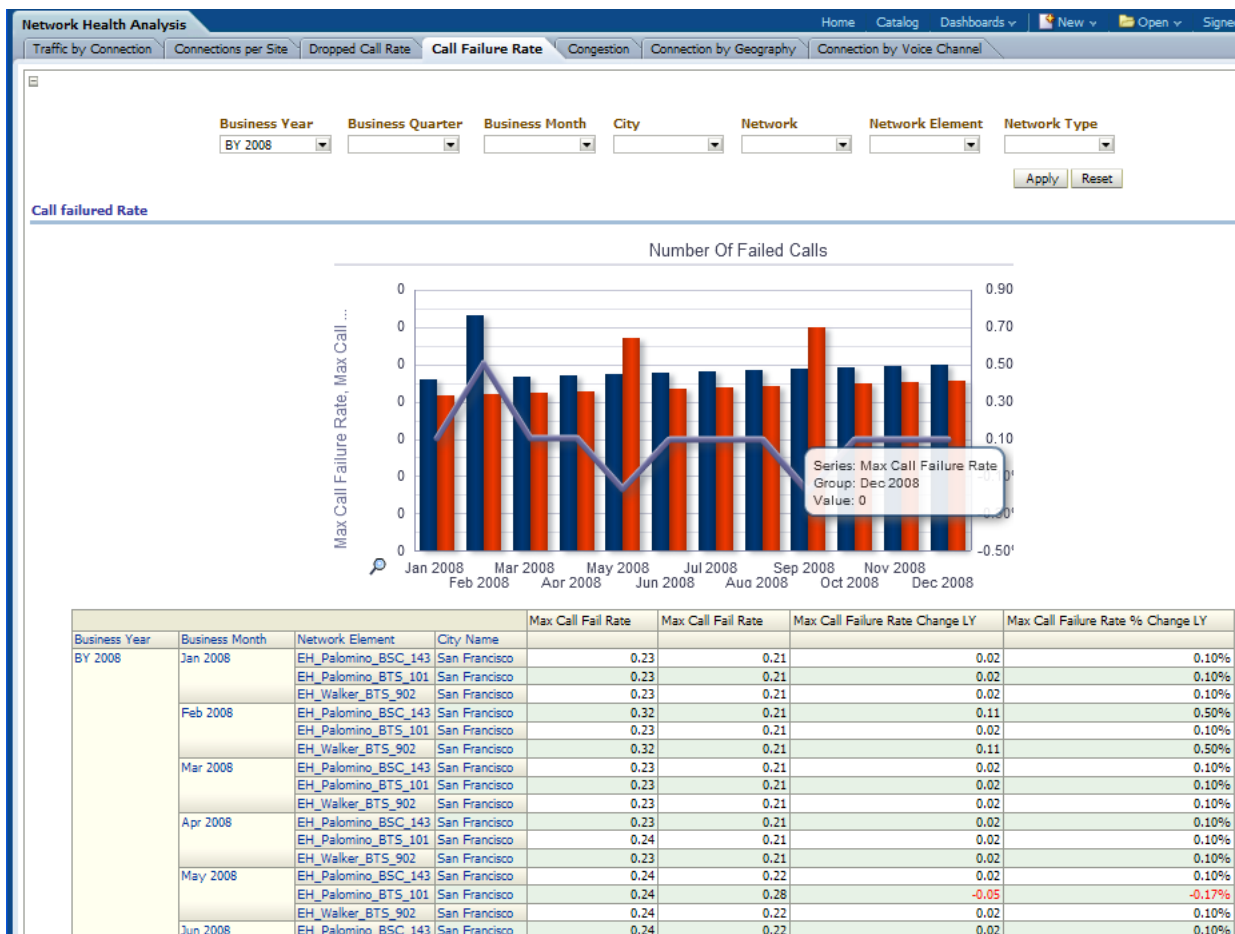 Network Health Analysis
Home Catalog Dashboards New Open Signe
Traffic by Connection Connections per Site Dropped Call Rate Call Failure Rate Congestion Connection by Geography Connection by Voice Channel
Business Year Business Quarter Business Month City Network Network Element Network Type
BY 2008
Apply Reset
Call failured Rate
Number Of Failed Calls
Max Call Failure Rate, Max Call ...
0 0.90
0 0.70
0 0.50
0 0.30
0 0.10
0
0
0 -0.50
Series: Max Call Failure Rate
Group: Dec 2008
Value: 0
Jan 2008 Mar 2008 May 2008 Jul 2008 Sep 2008 Nov 2008
Feb 2008 Apr 2008 Jun 2008 Aug 2008 Oct 2008 Dec 2008
Max Call Fail Rate Max Call Fail Rate Max Call Failure Rate Change LY Max Call Failure Rate % Change LY
Business Year Business Month Network Element City Name
BY 2008 Jan 2008 EH_Palomino_BSC_143 San Francisco 0.23 0.21 0.02 0.10%
EH_Palomino_BTS_101 San Francisco 0.23 0.21 0.02 0.10%
EH_Walker_BTS_902 San Francisco 0.23 0.21 0.02 0.10%
Feb 2008 EH_Palomino_BSC_143 San Francisco 0.32 0.21 0.11 0.50%
EH_Palomino_BTS_101 San Francisco 0.23 0.21 0.02 0.10%
EH_Walker_BTS_902 San Francisco 0.32 0.21 0.11 0.50%
Mar 2008 EH_Palomino_BSC_143 San Francisco 0.23 0.21 0.02 0.10%
EH_Palomino_BTS_101 San Francisco 0.23 0.21 0.02 0.10%
EH_Walker_BTS_902 San Francisco 0.23 0.21 0.02 0.10%
Apr 2008 EH_Palomino_BSC_143 San Francisco 0.23 0.21 0.02 0.10%
EH_Palomino_BTS_101 San Francisco 0.24 0.21 0.02 0.10%
EH_Walker_BTS_902 San Francisco 0.23 0.21 0.02 0.10%
May 2008 EH_Palomino_BSC_143 San Francisco 0.24 0.22 0.02 0.10%
EH_Palomino_BTS_101 San Francisco 0.24 0.28 -0.05 -0.17%
EH_Walker_BTS_902 San Francisco 0.24 0.22 0.02 0.10%
Jun 2008 EH_Palomino_BSC_143 San Francisco 0.24 0.22 0.02 0.10%